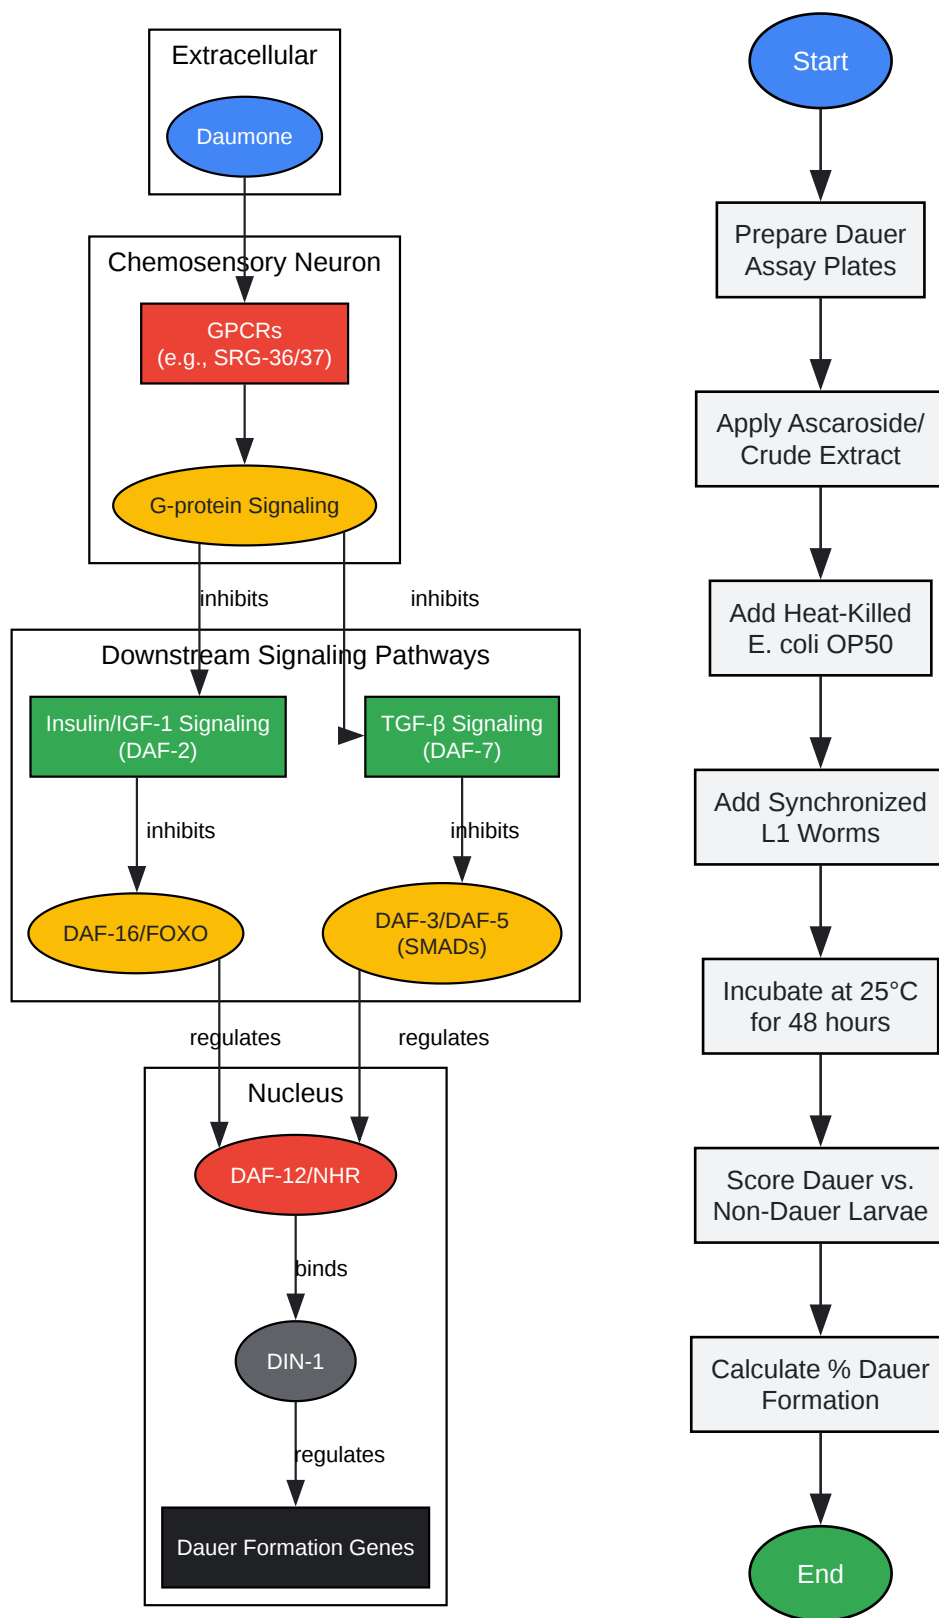 Extracellular
Daumone
Chemosensory Neuron
GPCRs
(e.g., SRG-36/37)
G-protein Signaling
inhibits
inhibits
Downstream Signaling Pathways
Insulin/IGF-1 Signaling
(DAF-2)
TGF-β Signaling
(DAF-7)
inhibits
inhibits
DAF-16/FOXO
DAF-3/DAF-5
(SMADs)
regulates
regulates
Nucleus
DAF-12/NHR
binds
DIN-1
regulates
Dauer Formation Genes
Start
Prepare Dauer
Assay Plates
Apply Ascaroside/
Crude Extract
Add Heat-Killed
E. coli OP50
Add Synchronized
L1 Worms
Incubate at 25°C
for 48 hours
Score Dauer vs.
Non-Dauer Larvae
Calculate % Dauer
Formation
End